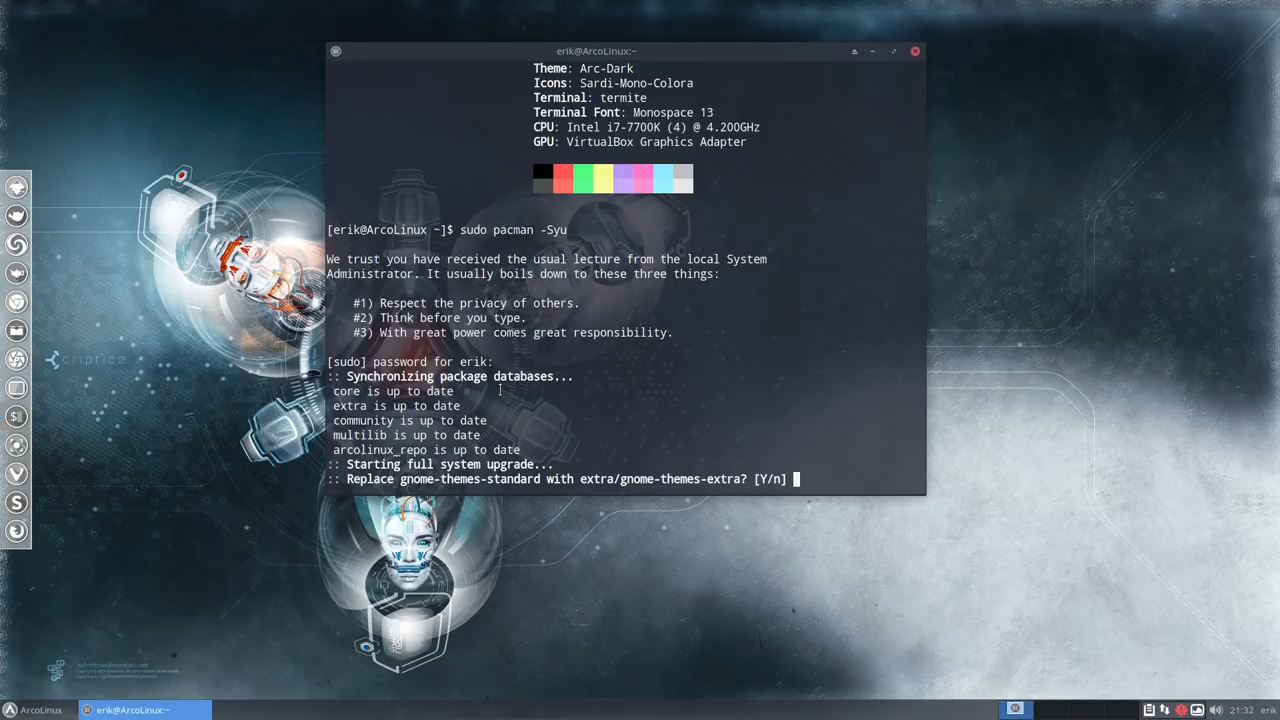 erik@ArcoLinux:~
Theme: Arc-Dark
Icons: Sardi-Mono-Colora
Terminal: termite
Terminal Font: Monospace 13
CPU: Intel i7-7700K (4) @ 4.200GHz
GPU: VirtualBox Graphics Adapter
[erik@ArcoLinux ~]$ sudo pacman -Syu
We trust you have received the usual lecture from the local System
Administrator. It usually boils down to these three things:
#1) Respect the privacy of others.
#2) Think before you type.
#3) With great power comes great responsibility.
[sudo] password for erik:
:: Synchronizing package databases...
core is up to date
extra is up to date
community is up to date
multilib is up to date
arcolinux_repo is up to date
:: Starting full system upgrade...
:: Replace gnome-themes-standard with extra/gnome-themes-extra? [Y/n]
criptica
ArcoLinux
erik@ArcoLinux:~
21:32
erik